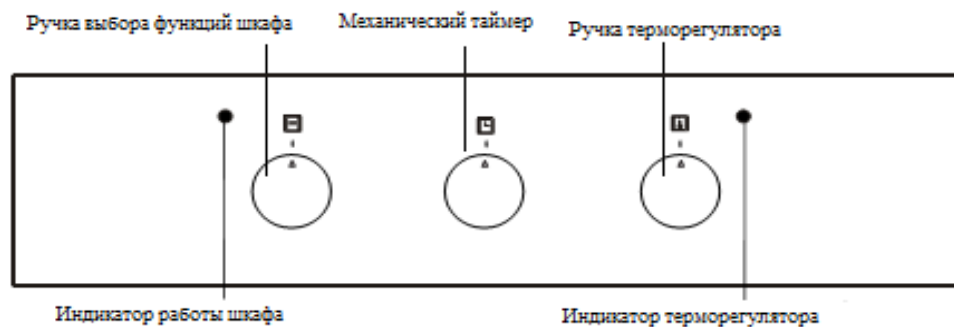 Ручка выбора функций шкафа
Механический таймер
Ручка терморегулятора
Индикатор работы шкафа
Индикатор терморегулятора